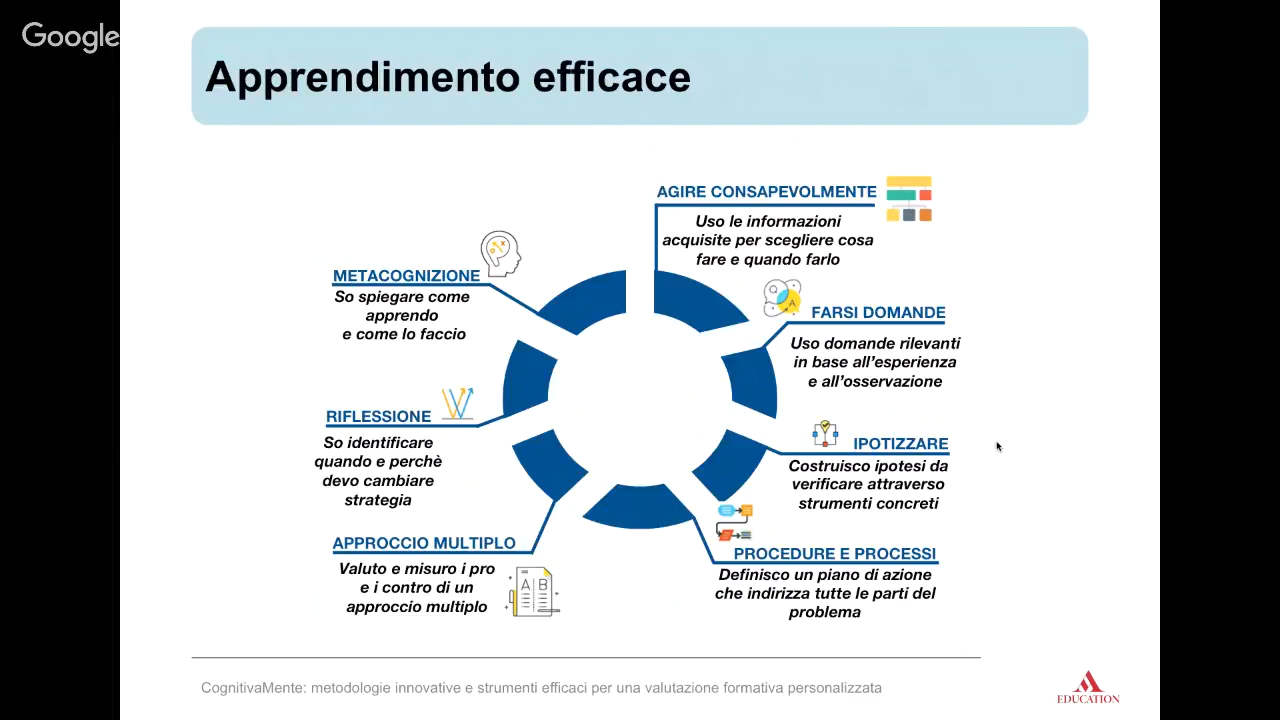 Google
Apprendimento efficace
AGIRE CONSAPEVOLMENTE
Uso le informazioni
acquisite per scegliere cosa
fare e quando farlo
FARSI DOMANDE
Q
A
Uso domande rilevanti
in base all'esperienza
e all'osservazione
IPOTIZZARE
Costruisco ipotesi da
verificare attraverso
strumenti concreti
PROCEDURE E PROCESSI
Definisco un piano di azione
che indirizza tutte le parti del
problema
APPROCCIO MULTIPLO
Valuto e misuro i pro
e i contro di un
approccio multiplo
A B
RIFLESSIONE
So identificare
quando e perchè
devo cambiare
strategia
METACOGNIZIONE
So spiegare come
apprendo
e come lo faccio
CognitivaMente: metodologie innovative e strumenti efficaci per una valutazione formativa personalizzata
EDUCATION